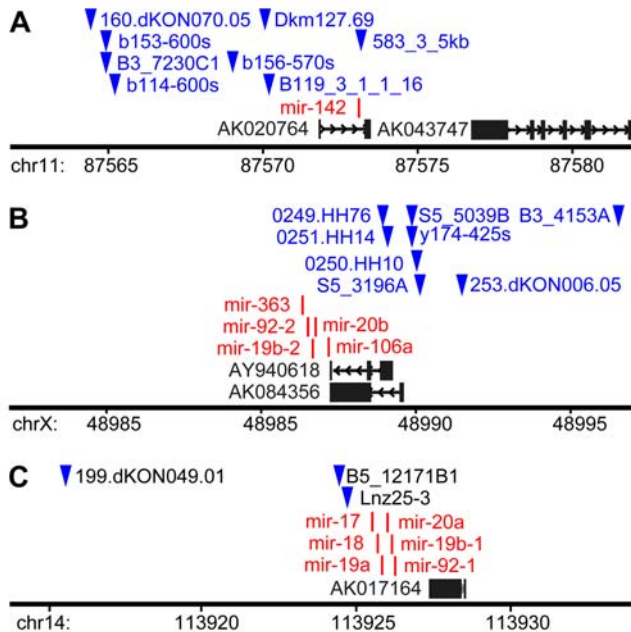 A
160.dKON070.05 Dkm127.69
b153-600s 583_3_5kb
B3_7230C1 b156-570s
b114-600s B119_3_1_1_16
mir-142
AK020764 AK043747
chr11: 87565 87570 87575 87580
B
0249.HH76 S5_5039B B3_4153A
0251.HH14 y174-425s
0250.HH10
S5_3196A 253.dKON006.05
mir-363
mir-92-2 mir-20b
mir-19b-2 mir-106a
AY940618
AK084356
chrX: 48985 48985 48990 48995
C
199.dKON049.01 B5_12171B1
Lnz25-3
mir-17 mir-20a
mir-18 mir-19b-1
mir-19a mir-92-1
AK017164
chr14: 113920 113925 113930